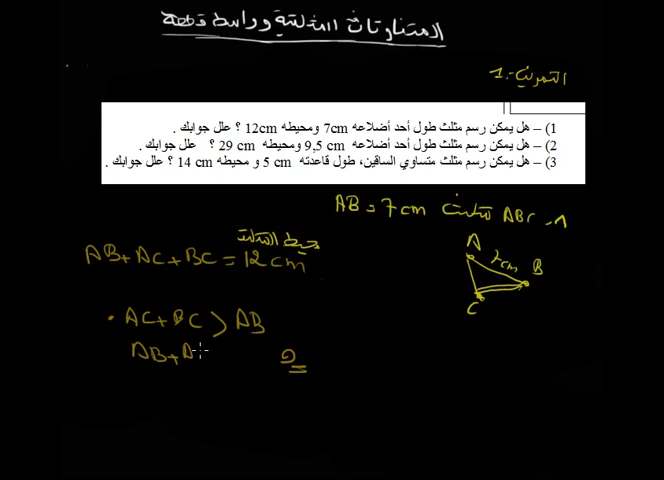 المتفاوتات المثلثية وواسط قطعة
التمرين 1:
1) – هل يمكن رسم مثلث طول أحد أضلاعه 7cm ومحيطه 12cm ؟ علل جوابك .
2) – هل يمكن رسم مثلث طول أحد أضلاعه 9,5 cm ومحيطه 29 cm ؟ علل جوابك.
3) – هل يمكن رسم مثلث متساوي الساقين، طول قاعدته 5 cm و محيطه 14 cm ؟ علل جوابك .
1- ABC مثلث AB = 7cm
محيط المثلث
AB+AC+BC = 12cm
A
7cm
B
C
• AC+BC > AB
AB+A